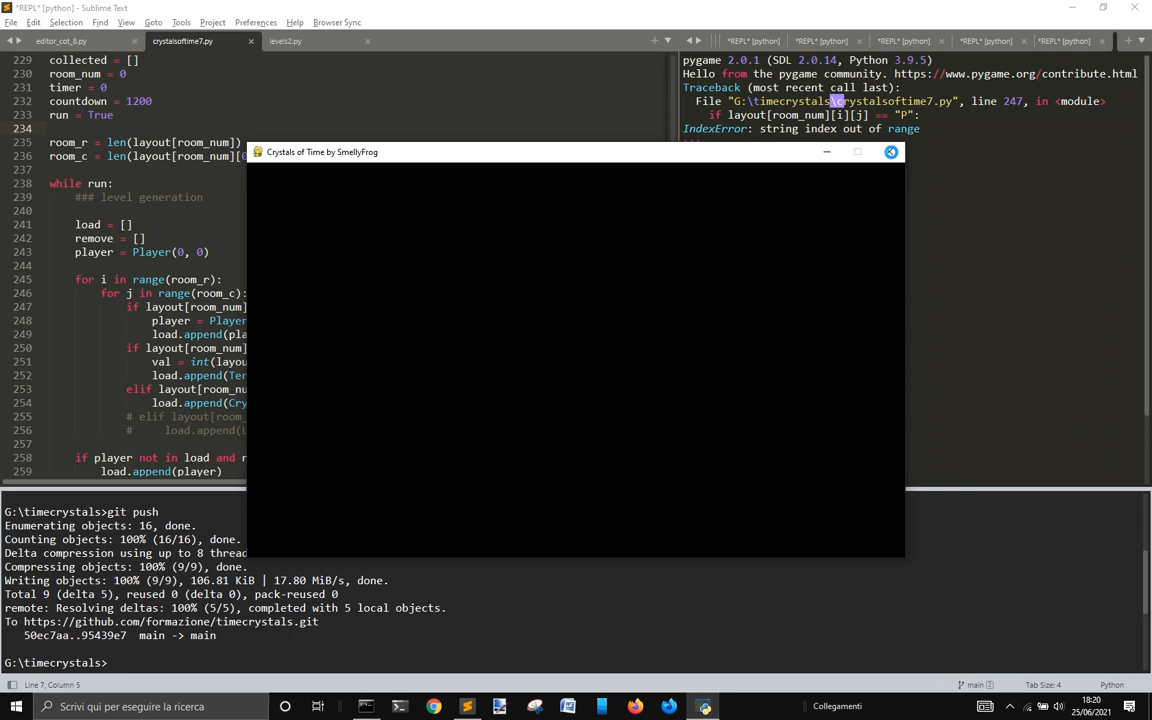 *REPL* [python] - Sublime Text
File Edit Selection Find View Goto Tools Project Preferences Help Browser Sync
editor_cot_8.py crystalsoftime7.py levels2.py
*REPL* [python] *REPL* [python] *REPL* [python] *REPL* [python] *REPL* [python]
229 collected = []
230 room_num = 0
231 timer = 0
232 countdown = 1200
233 run = True
234
235 room_r = len(layout[room_num])
236 room_c = len(layout[room_num][0
237
238 while run:
239 ### level generation
240
241 load = []
242 remove = []
243 player = Player(0, 0)
244
245 for i in range(room_r):
246 for j in range(room_c):
247 if layout[room_num]
248 player = Player
249 load.append(pla
250 if layout[room_num]
251 val = int(layou
252 load.append(Ter
253 elif layout[room_nu
254 load.append(Cry
255 # elif layout[room_
256 # load.append(L
257
258 if player not in load and r
259 load.append(player)
pygame 2.0.1 (SDL 2.0.14, Python 3.9.5)
Hello from the pygame community. https://www.pygame.org/contribute.html
Traceback (most recent call last):
File "G:\timecrystals\crystalsoftime7.py", line 247, in <module>
if layout[room_num][i][j] == "P":
IndexError: string index out of range
Crystals of Time by SmellyFrog
G:\timecrystals>git push
Enumerating objects: 16, done.
Counting objects: 100% (16/16), done.
Delta compression using up to 8 thread
Compressing objects: 100% (9/9), done.
Writing objects: 100% (9/9), 106.81 KiB | 17.80 MiB/s, done.
Total 9 (delta 5), reused 0 (delta 0), pack-reused 0
remote: Resolving deltas: 100% (5/5), completed with 5 local objects.
To https://github.com/formazione/timecrystals.git
50ec7aa..95439e7 main -> main
G:\timecrystals>
Line 7, Column 5 main 2 Tab Size: 4 Python
Scrivi qui per eseguire la ricerca
Collegamenti
18:20
25/06/2021